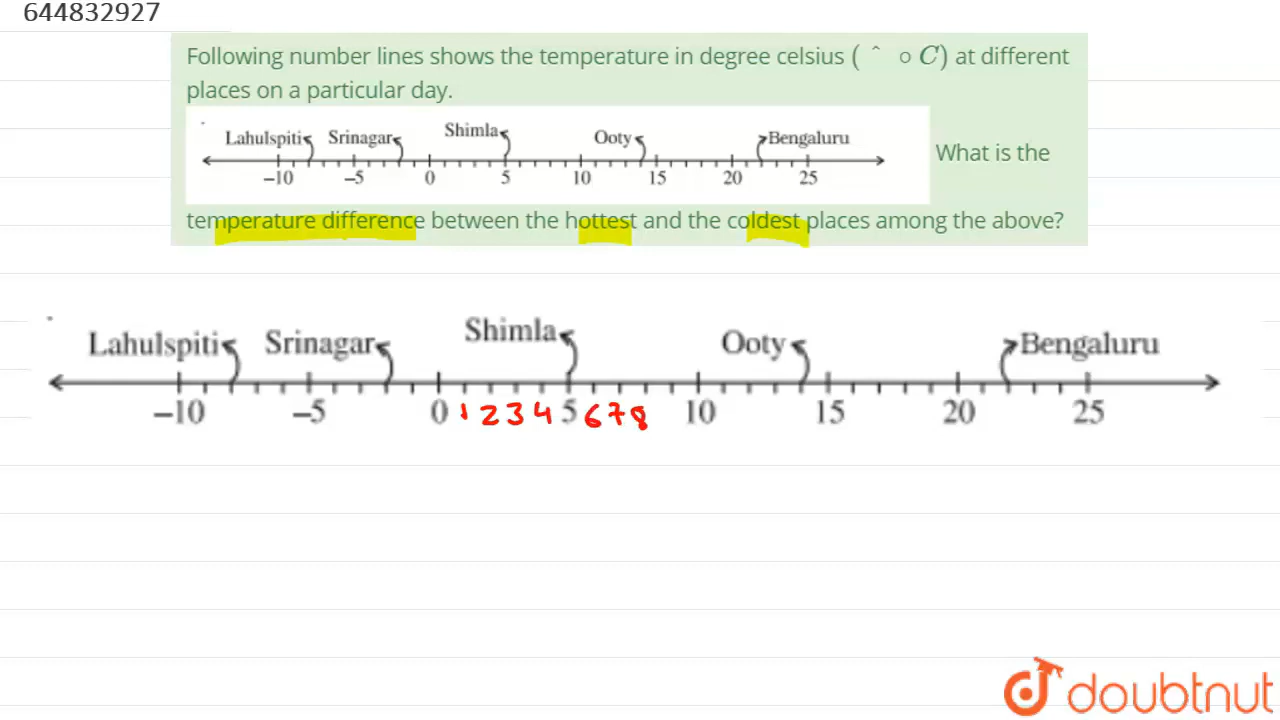 644832927
Following number lines shows the temperature in degree celsius (ˆ ∘ C) at different
places on a particular day.
Lahulspiti Srinagar Shimla Ooty Bengaluru
−10 −5 0 5 10 15 20 25
What is the
temperature difference between the hottest and the coldest places among the above?
Lahulspiti Srinagar Shimla Ooty Bengaluru
−10 −5 0 1 2 3 4 5 6 7 8 10 15 20 25
doubtnut